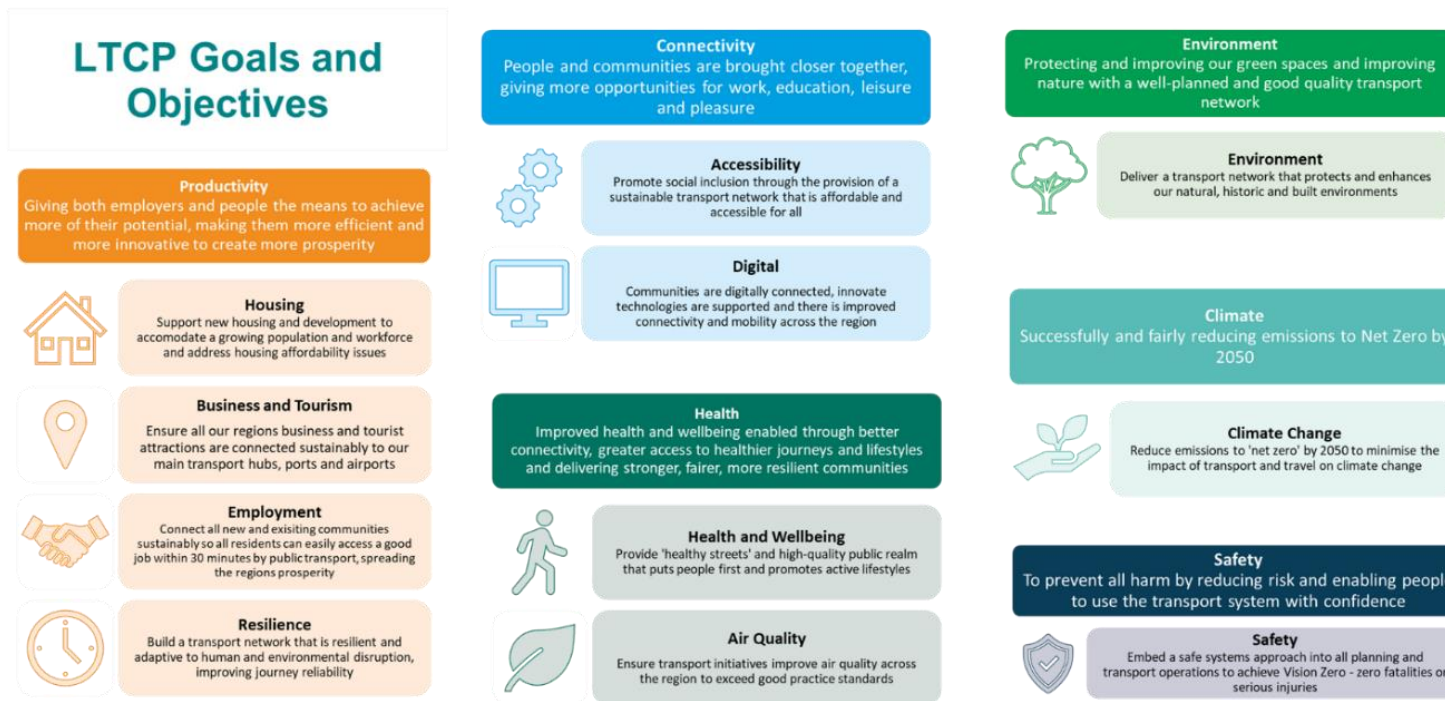 LTCP Goals and
Objectives
Productivity
Giving both employers and people the means to achieve
more of their potential, making them more efficient and
more innovative to create more prosperity
Housing
Support new housing and development to
accomodate a growing population and workforce
and address housing affordability issues
Business and Tourism
Ensure all our regions business and tourist
attractions are connected sustainably to our
main transport hubs, ports and airports
Employment
Connect all new and exisiting communities
sustainably so all residents can easily access a good
job within 30 minutes by public transport, spreading
the regions prosperity
Resilience
Build a transport network that is resilient and
adaptive to human and environmental disruption,
improving journey reliability
Connectivity
People and communities are brought closer together,
giving more opportunities for work, education, leisure
and pleasure
Accessibility
Promote social inclusion through the provision of a
sustainable transport network that is affordable and
accessible for all
Digital
Communities are digitally connected, innovate
technologies are supported and there is improved
connectivity and mobility across the region
Health
Improved health and wellbeing enabled through better
connectivity, greater access to healthier journeys and lifestyles
and delivering stronger, fairer, more resilient communities
Health and Wellbeing
Provide 'healthy streets' and high-quality public realm
that puts people first and promotes active lifestyles
Air Quality
Ensure transport initiatives improve air quality across
the region to exceed good practice standards
Environment
Protecting and improving our green spaces and improving
nature with a well-planned and good quality transport
network
Environment
Deliver a transport network that protects and enhances
our natural, historic and built environments
Climate
Successfully and fairly reducing emissions to Net Zero by
2050
Climate Change
Reduce emissions to 'net zero' by 2050 to minimise the
impact of transport and travel on climate change
Safety
To prevent all harm by reducing risk and enabling people
to use the transport system with confidence
Safety
Embed a safe systems approach into all planning and
transport operations to achieve Vision Zero - zero fatalities or
serious injuries